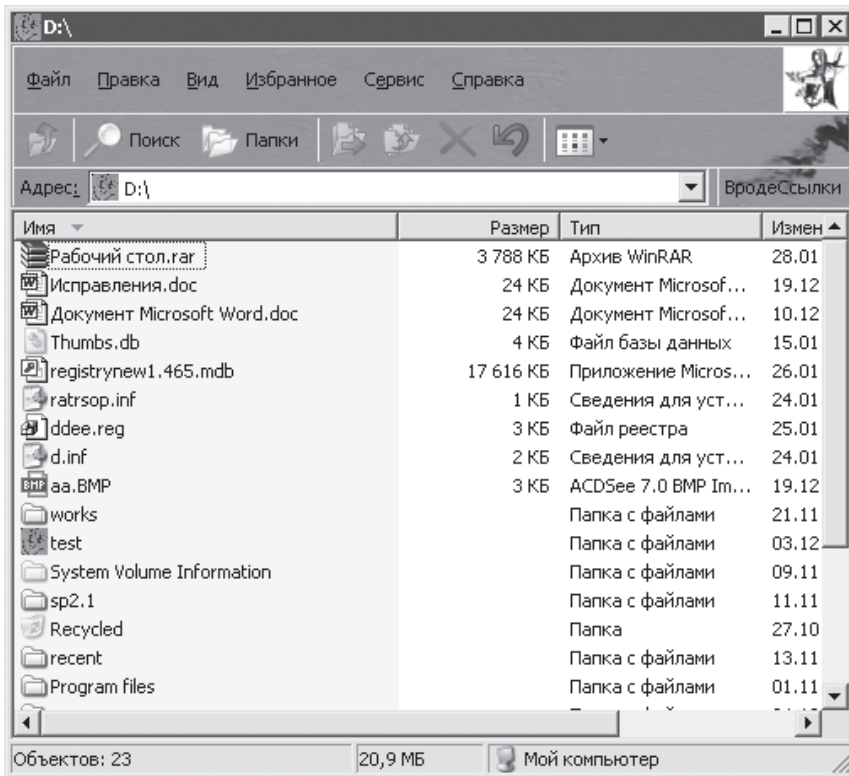 D:\
Файл Правка Вид Избранное Сервис Справка
Поиск Папки
Адрес: D:\ ВродеСсылки
Имя Размер Тип Измен
Рабочий стол.rar 3 788 КБ Архив WinRAR 28.01
Исправления.doc 24 КБ Документ Microsof... 19.12
Документ Microsoft Word.doc 24 КБ Документ Microsof... 10.12
Thumbs.db 4 КБ Файл базы данных 15.01
registrynew1.465.mdb 17 616 КБ Приложение Micros... 26.01
ratrsop.inf 1 КБ Сведения для уст... 24.01
ddee.reg 3 КБ Файл реестра 25.01
d.inf 2 КБ Сведения для уст... 24.01
BMP aa.BMP 3 КБ ACDSee 7.0 BMP Im... 19.12
works Папка с файлами 21.11
test Папка с файлами 03.12
System Volume Information Папка с файлами 09.11
sp2.1 Папка с файлами 11.11
Recycled Папка 27.10
recent Папка с файлами 13.11
Program files Папка с файлами 01.11
Объектов: 23 20,9 МБ Мой компьютер